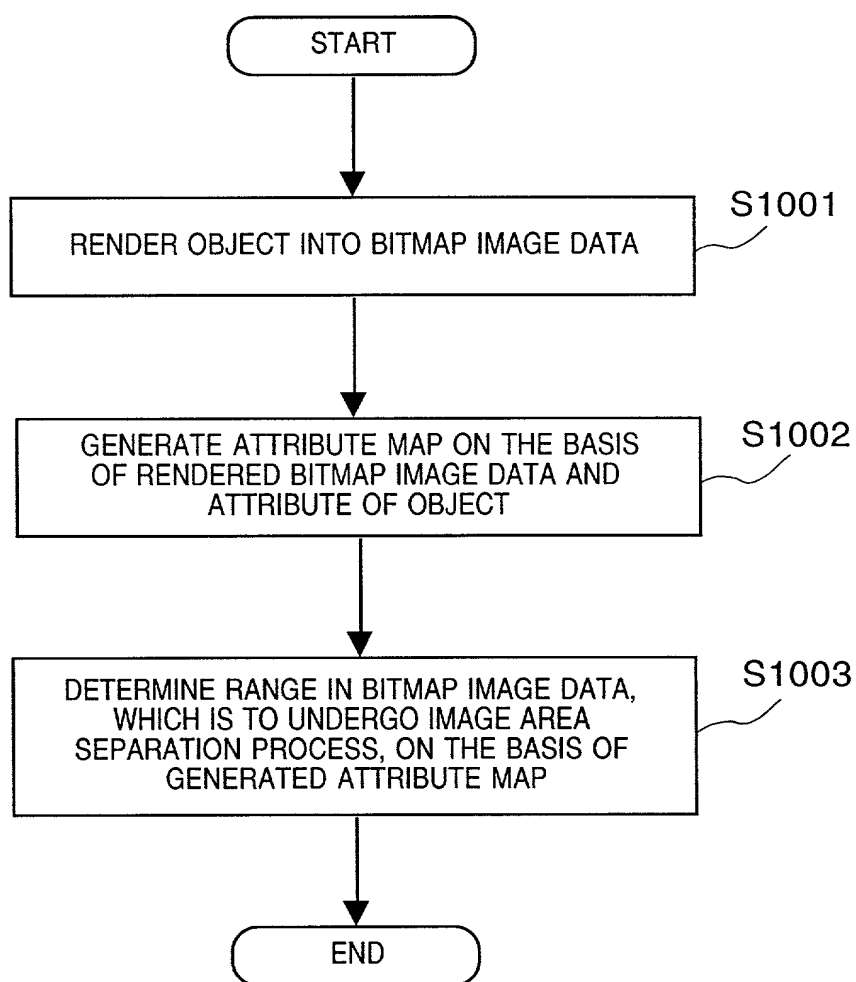 START
S1001
RENDER OBJECT INTO BITMAP IMAGE DATA
S1002
GENERATE ATTRIBUTE MAP ON THE BASIS
OF RENDERED BITMAP IMAGE DATA AND
ATTRIBUTE OF OBJECT
S1003
DETERMINE RANGE IN BITMAP IMAGE DATA,
WHICH IS TO UNDERGO IMAGE AREA
SEPARATION PROCESS, ON THE BASIS OF
GENERATED ATTRIBUTE MAP
END